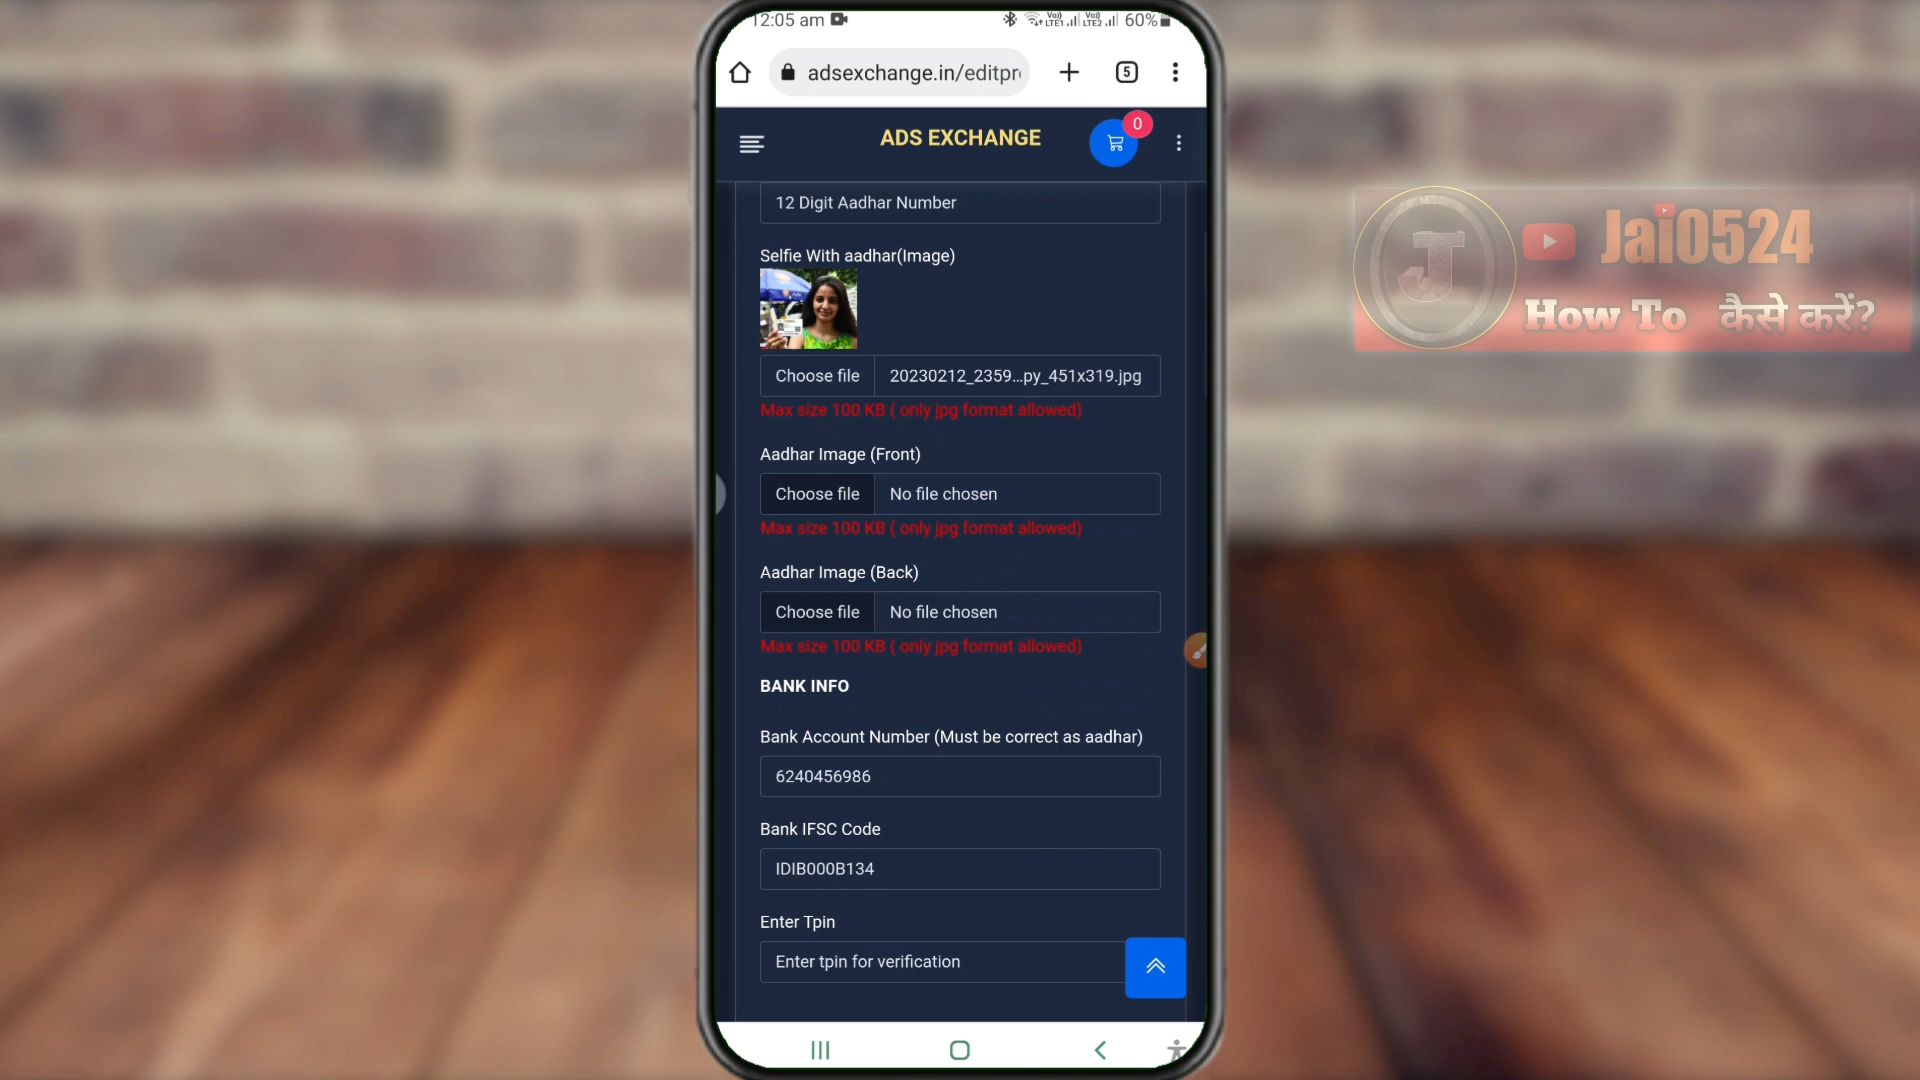 12:05 am
Vo) LTE1 Vo) LTE2 60%
adsexchange.in/editpr
5
ADS EXCHANGE
0
12 Digit Aadhar Number
Selfie With aadhar(Image)
Choose file 20230212_2359...py_451x319.jpg
Max size 100 KB ( only jpg format allowed)
Aadhar Image (Front)
Choose file No file chosen
Max size 100 KB ( only jpg format allowed)
Aadhar Image (Back)
Choose file No file chosen
Max size 100 KB ( only jpg format allowed)
BANK INFO
Bank Account Number (Must be correct as aadhar)
6240456986
Bank IFSC Code
IDIB000B134
Enter Tpin
Enter tpin for verification
J
Jai0524
How To कैसे करें?